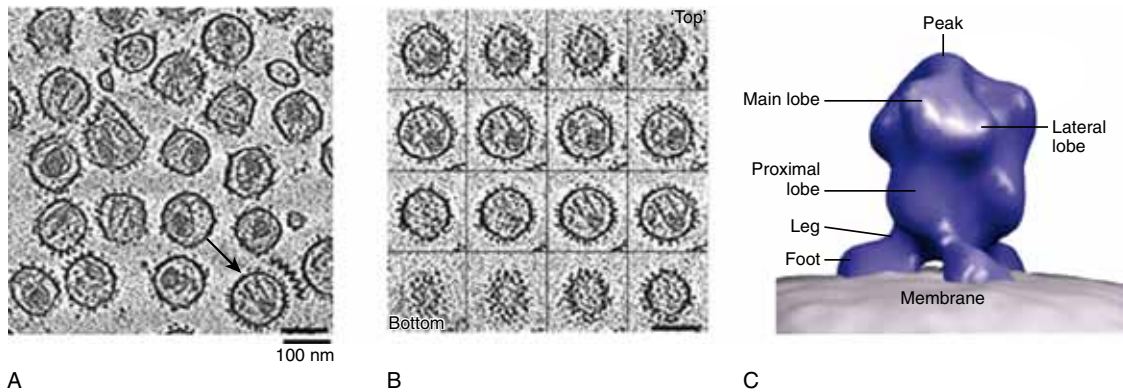 100 nm
A
'Top'
Bottom
B
Peak
Main lobe
Lateral
lobe
Proximal
lobe
Leg
Foot
Membrane
C